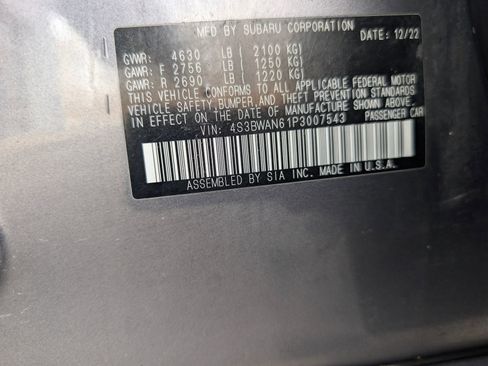 MFD BY SUBARU CORPORATION DATE: 12/22
GVWR: 4630 LB ( 2100 KG)
GAWR: F 2756 LB ( 1250 KG)
GAWR: R 2690 LB ( 1220 KG)
THIS VEHICLE CONFORMS TO ALL APPLICABLE FEDERAL MOTOR
VEHICLE SAFETY, BUMPER, AND THEFT PREVENTION STANDARDS
IN EFFECT ON THE DATE OF MANUFACTURE SHOWN ABOVE.
VIN: 4S3BWAN61P3007543 PASSENGER CAR
ASSEMBLED BY SIA INC. MADE IN U.S.A.